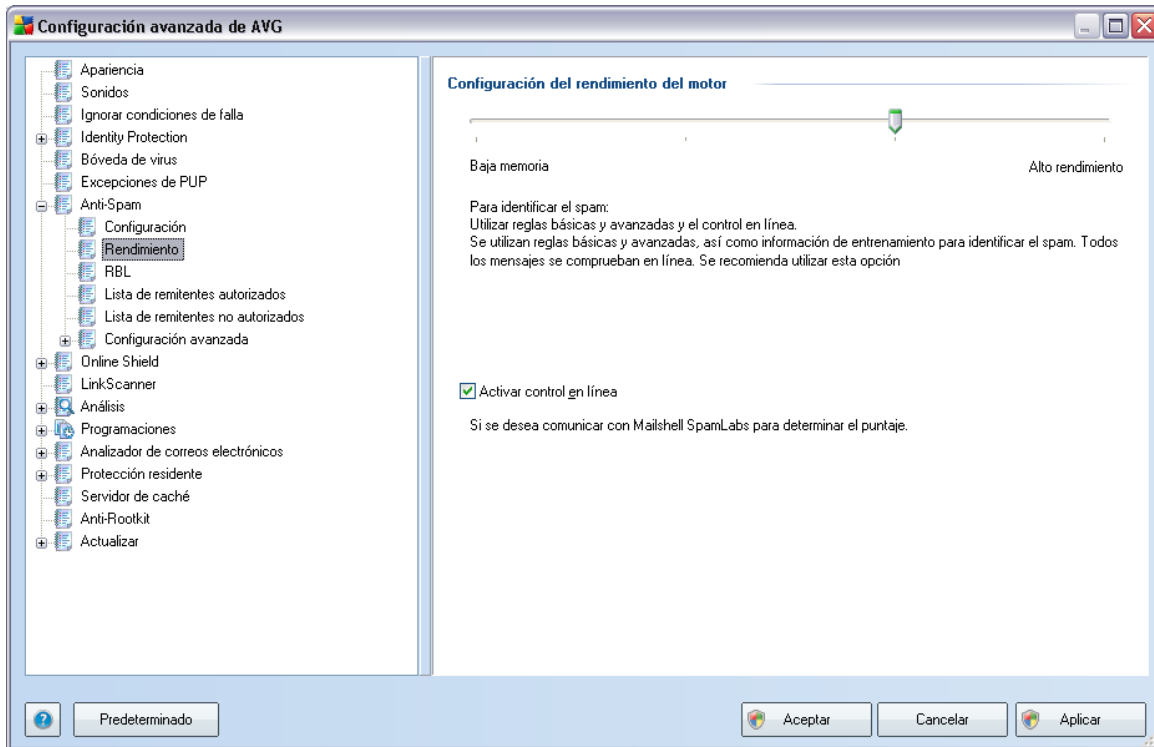 Configuración avanzada de AVG
Apariencia
Sonidos
Ignorar condiciones de falla
Identity Protection
Bóveda de virus
Excepciones de PUP
Anti-Spam
Configuración
Rendimiento
RBL
Lista de remitentes autorizados
Lista de remitentes no autorizados
Configuración avanzada
Online Shield
LinkScanner
Análisis
Programaciones
Analizador de correos electrónicos
Protección residente
Servidor de caché
Anti-Rootkit
Actualizar
Configuración del rendimiento del motor
Baja memoria
Alto rendimiento
Para identificar el spam:
Utilizar reglas básicas y avanzadas y el control en línea.
Se utilizan reglas básicas y avanzadas, así como información de entrenamiento para identificar el spam. Todos
los mensajes se comprueban en línea. Se recomienda utilizar esta opción
Activar control en línea
Si se desea comunicar con Mailshell SpamLabs para determinar el puntaje.
?
Predeterminado
Aceptar
Cancelar
Aplicar